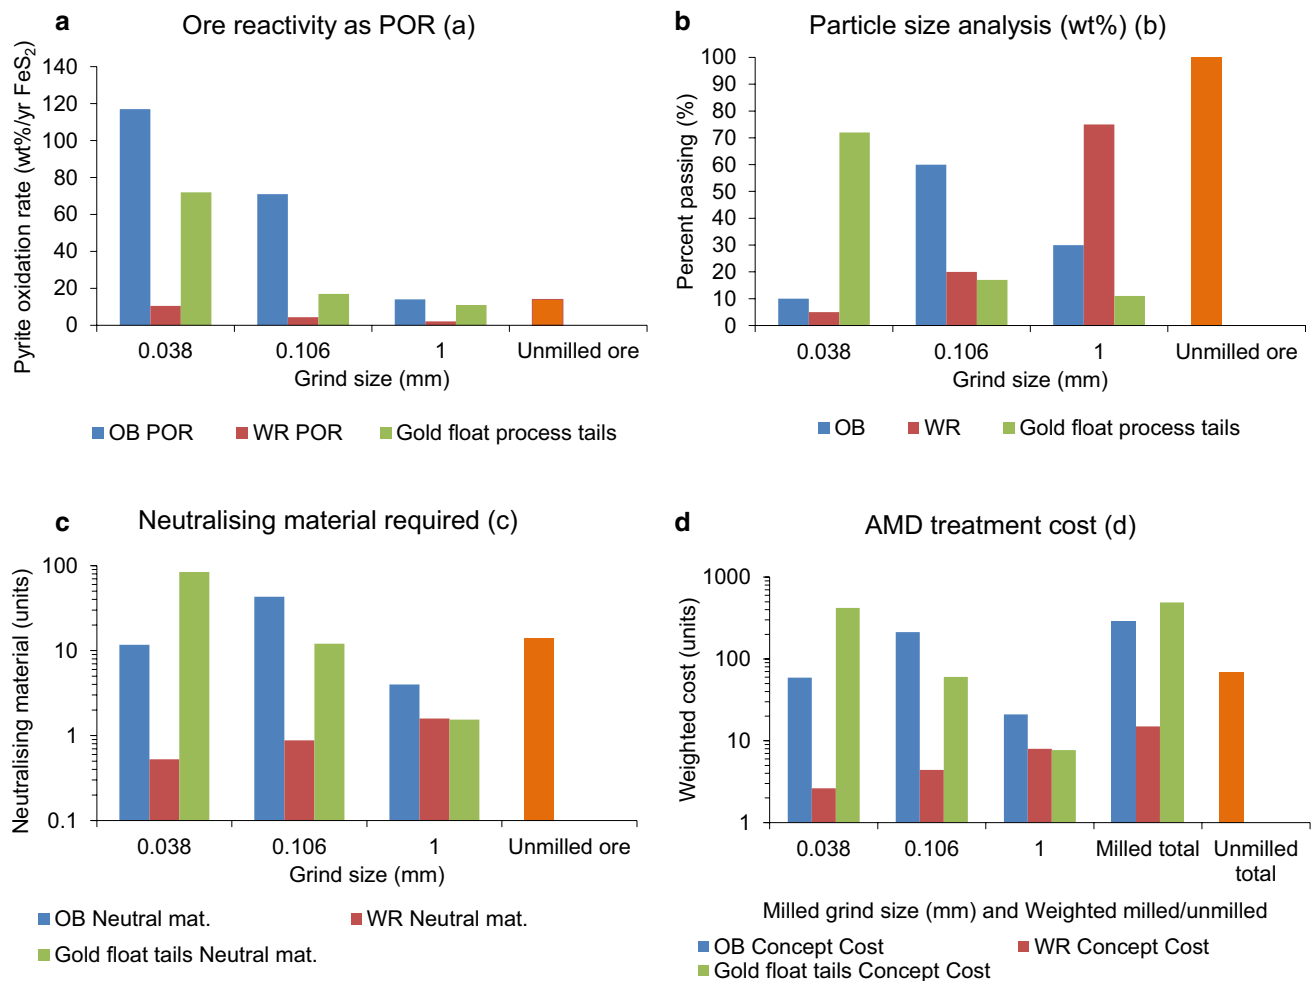 a
Ore reactivity as POR (a)
Pyrite oxidation rate (wt%/yr FeS₂)
140
120
100
80
60
40
20
0
0.038 0.106 1 Unmilled ore
Grind size (mm)
OB POR WR POR Gold float process tails
b
Particle size analysis (wt%) (b)
Percent passing (%)
100
90
80
70
60
50
40
30
20
10
0
0.038 0.106 1 Unmilled ore
Grind size (mm)
OB WR Gold float process tails
c
Neutralising material required (c)
Neutralising material (units)
100
10
1
0.1
0.038 0.106 1 Unmilled ore
Grind size (mm)
OB Neutral mat. WR Neutral mat.
Gold float tails Neutral mat.
d
AMD treatment cost (d)
Weighted cost (units)
1000
100
10
1
0.038 0.106 1 Milled total Unmilled
total
Milled grind size (mm) and Weighted milled/unmilled
OB Concept Cost WR Concept Cost
Gold float tails Concept Cost